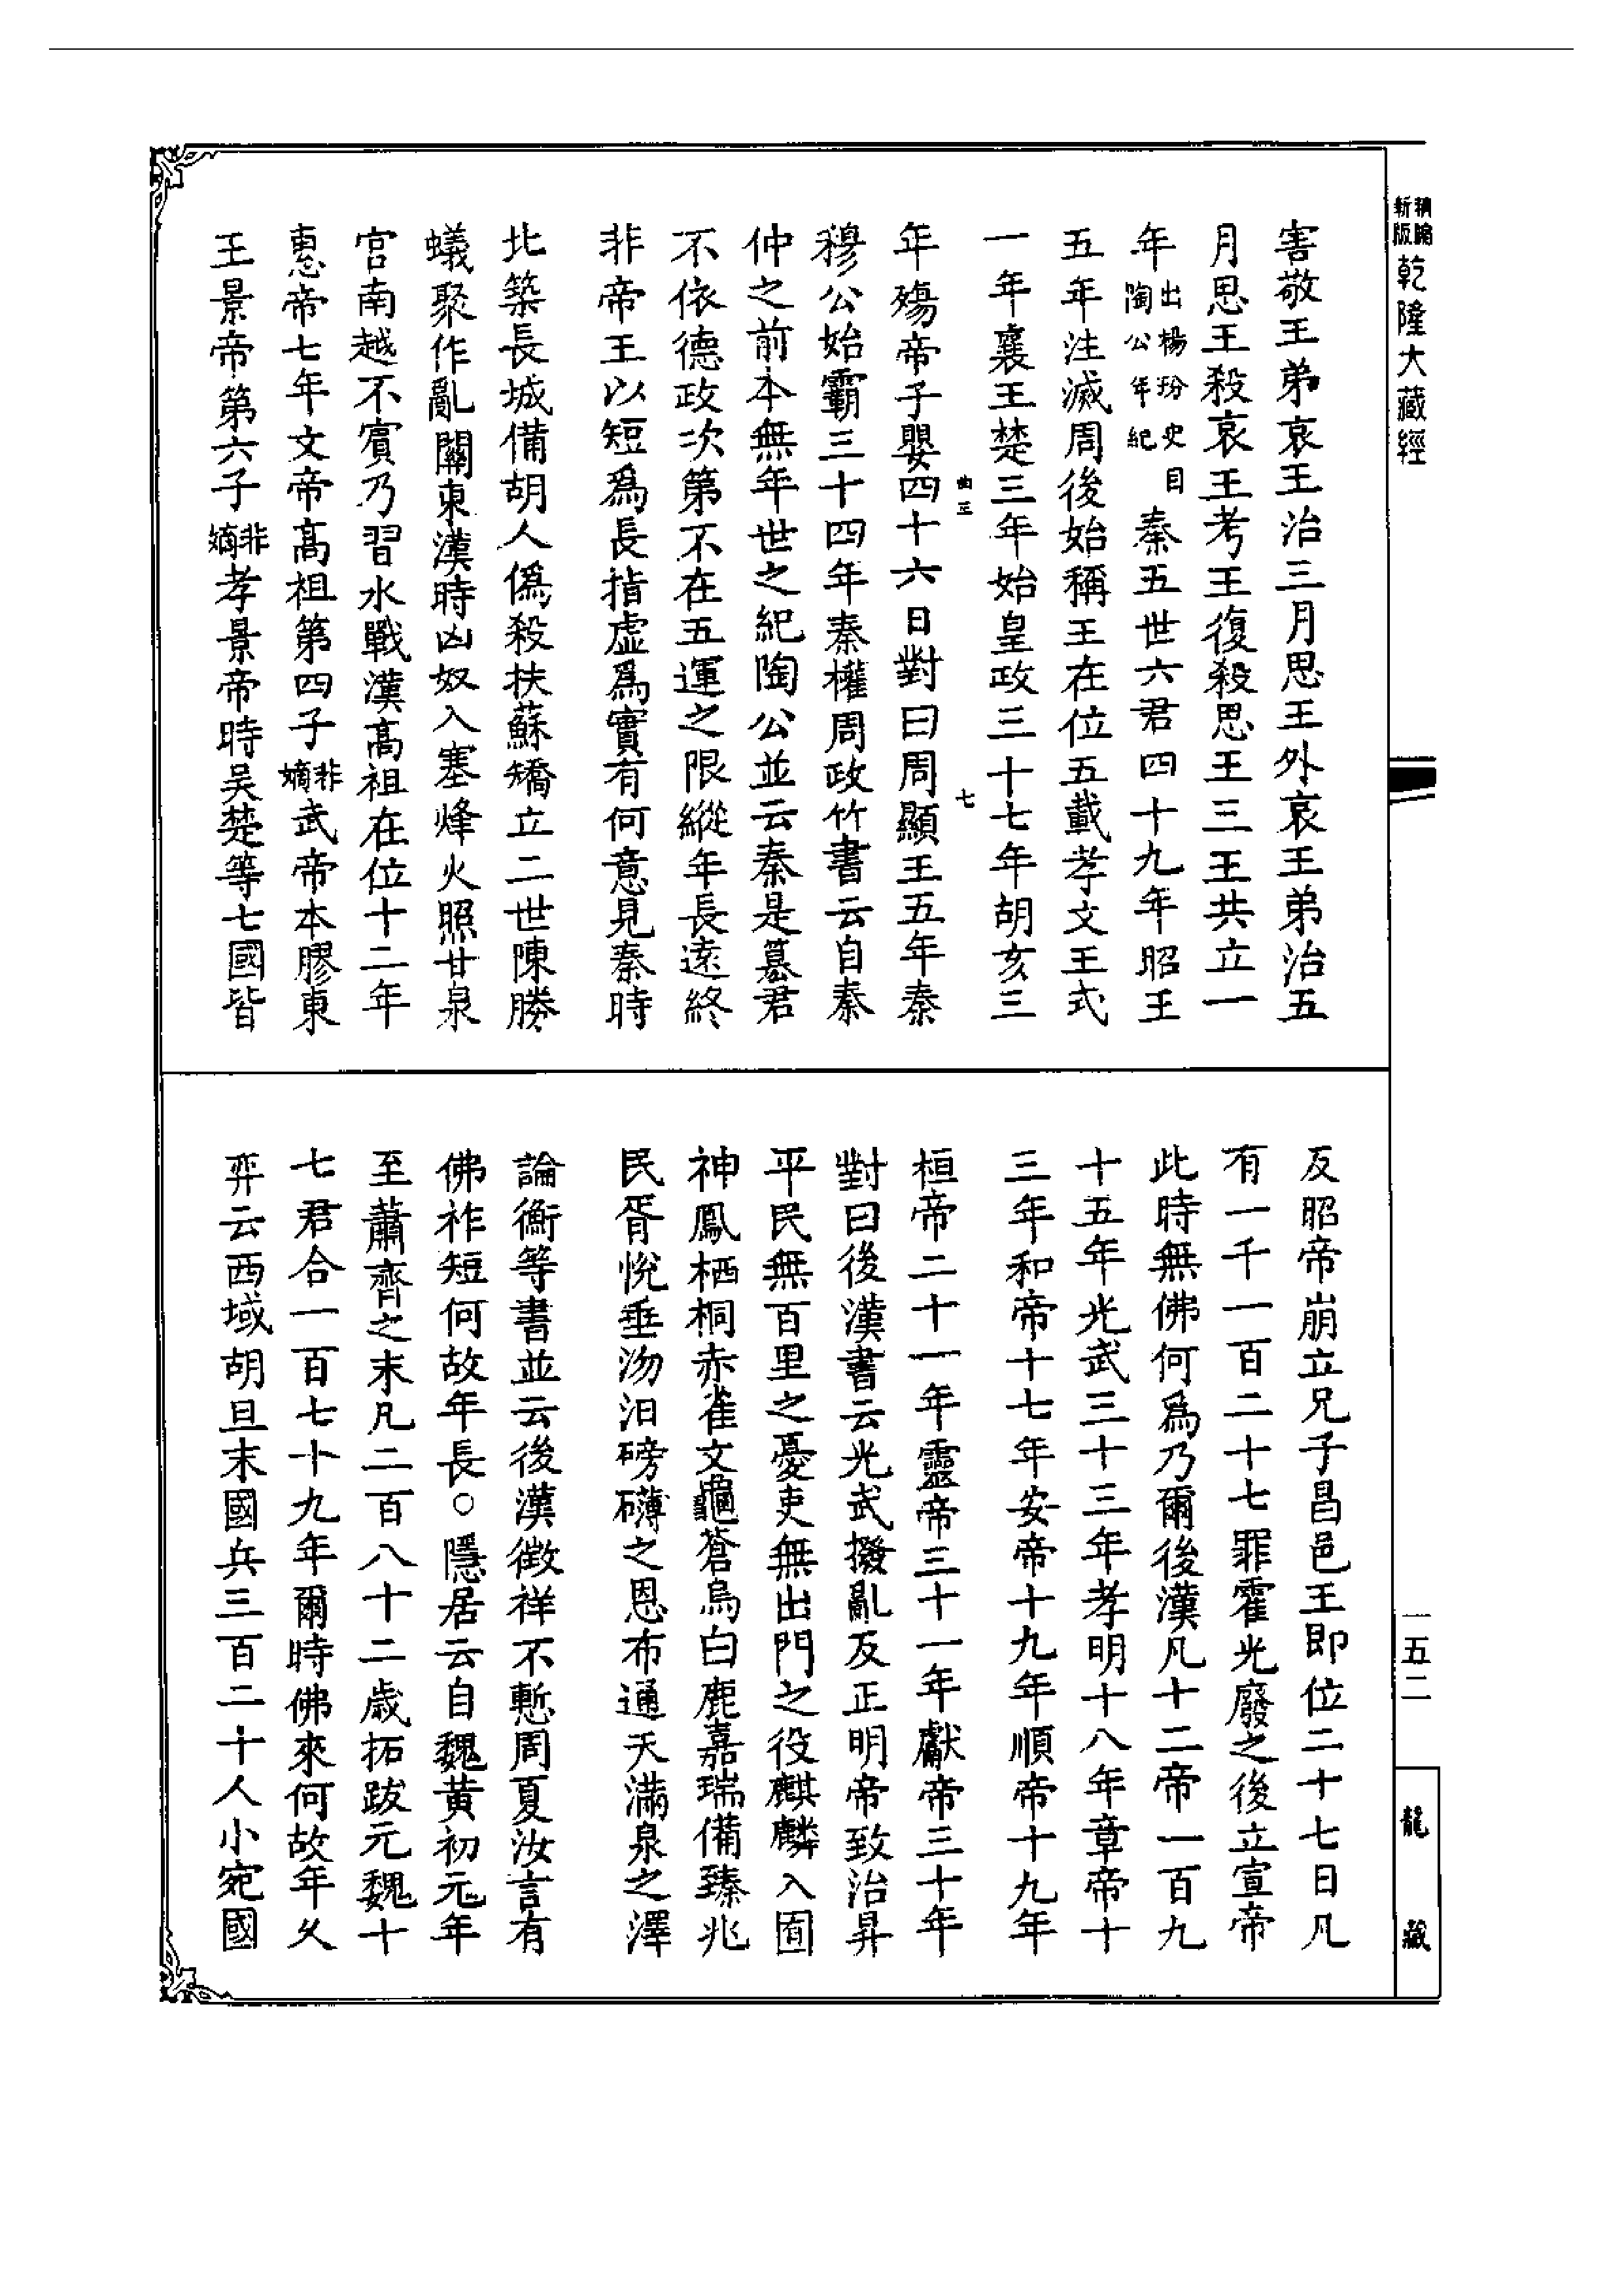 精緻
新版
乾隆大藏經
一五二
龍藏
害敬王弟哀王治三月思王外哀王弟治五
月思王殺哀王考王復殺思王三王共立一
年出楊玢史目陶公年紀秦五世六君四十九年昭王
五年注滅周後始稱王在位五載孝文王式
一年襄王楚三年始皇政三十七年胡亥三
七
年殤帝子嬰四十六日對曰周顯王五年秦
穆公始霸三十四年秦權周政竹書云自秦
仲之前本無年世之紀陶公並云秦是篡君
不依德政次第不在五運之限縱年長遠終
非帝王以短爲長指虛爲實有何意見秦時
北築長城備胡人僞殺扶蘇矯立二世陳勝
蟻聚作亂關東漢時凶奴入塞烽火照甘泉
宮南越不賓乃習水戰漢高祖在位十二年
惠帝七年文帝高祖第四子非嫡武帝本膠東
王景帝第六子非嫡孝景帝時吳楚等七國皆
反昭帝崩立兄子昌邑王即位二十七日凡
有一千一百二十七罪霍光廢之後立宣帝
此時無佛何爲乃爾後漢凡十二帝一百九
十五年光武三十三年孝明十八年章帝十
三年和帝十七年安帝十九年順帝十九年
桓帝二十一年靈帝三十一年獻帝三十年
對曰後漢書云光武撥亂反正明帝致治昇
平民無百里之憂吏無出門之役麒麟入囿
神鳳栖桐赤雀文龜蒼烏白鹿嘉瑞備臻兆
民胥悅垂沕汨磅礴之恩布通天滿泉之澤
論衡等書並云後漢徴祥不慙周夏汝言有
佛祚短何故年長○隱居云自魏黃初元年
至蕭齊之末凡二百八十二歳拓跋元魏十
七君合一百七十九年爾時佛來何故年久
弈云西域胡旦末國兵三百二十人小宛國